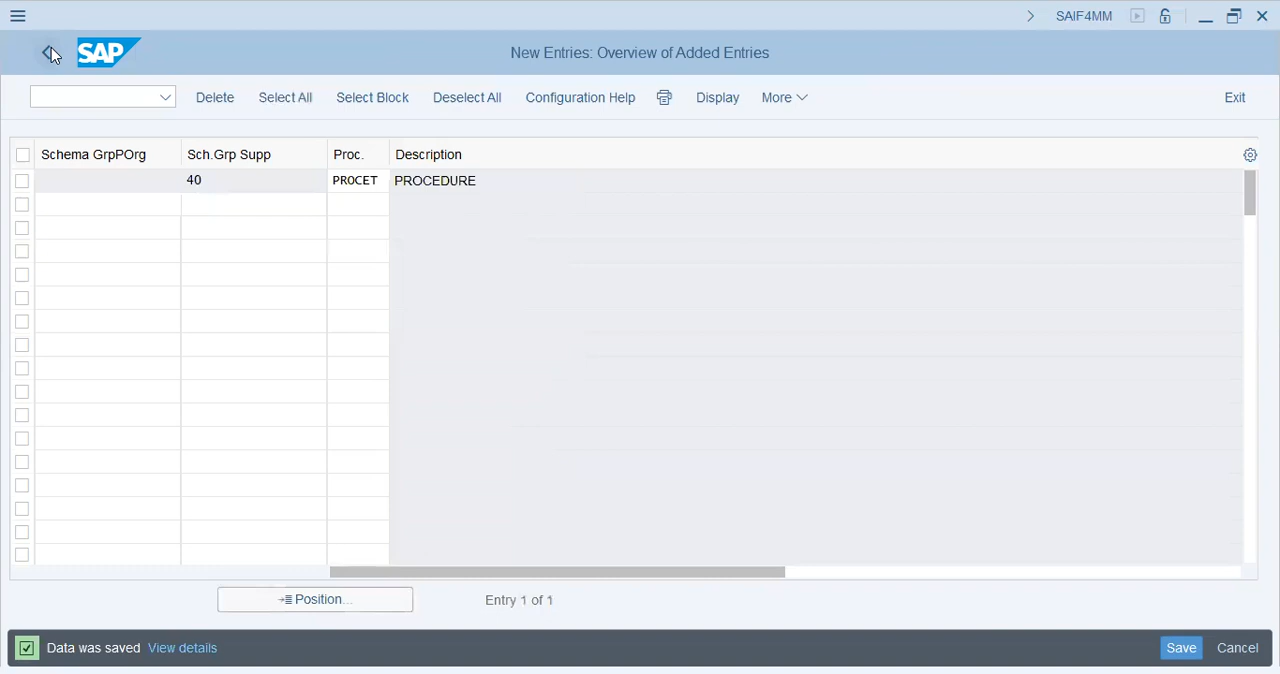 SAIF4MM
SAP
New Entries: Overview of Added Entries
Delete Select All Select Block Deselect All Configuration Help Display More Exit
Schema GrpPOrg Sch.Grp Supp Proc. Description
40 PROCET PROCEDURE
Position... Entry 1 of 1
Data was saved View details Save Cancel